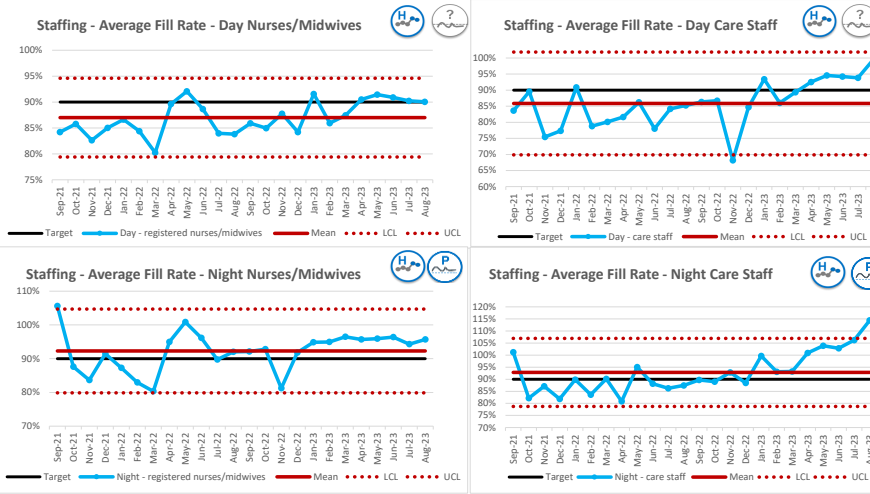 Staffing - Average Fill Rate - Day Nurses/Midwives
H
?
100%
95%
90%
85%
80%
75%
Sep-21
Oct-21
Nov-21
Dec-21
Jan-22
Feb-22
Mar-22
Apr-22
May-22
Jun-22
Jul-22
Aug-22
Sep-22
Oct-22
Nov-22
Dec-22
Jan-23
Feb-23
Mar-23
Apr-23
May-23
Jun-23
Jul-23
Aug-23
Target Day - registered nurses/midwives Mean LCL UCL
Staffing - Average Fill Rate - Day Care Staff
H
?
100%
95%
90%
85%
80%
75%
70%
65%
60%
Sep-21
Oct-21
Nov-21
Dec-21
Jan-22
Feb-22
Mar-22
Apr-22
May-22
Jun-22
Jul-22
Aug-22
Sep-22
Oct-22
Nov-22
Dec-22
Jan-23
Feb-23
Mar-23
Apr-23
May-23
Jun-23
Jul-23
Target Day - care staff Mean LCL UCL
Staffing - Average Fill Rate - Night Nurses/Midwives
H
P
110%
100%
90%
80%
70%
Sep-21
Oct-21
Nov-21
Dec-21
Jan-22
Feb-22
Mar-22
Apr-22
May-22
Jun-22
Jul-22
Aug-22
Sep-22
Oct-22
Nov-22
Dec-22
Jan-23
Feb-23
Mar-23
Apr-23
May-23
Jun-23
Jul-23
Aug-23
Target Night - registered nurses/midwives Mean LCL UCL
Staffing - Average Fill Rate - Night Care Staff
H
P
120%
115%
110%
105%
100%
95%
90%
85%
80%
75%
70%
Sep-21
Oct-21
Nov-21
Dec-21
Jan-22
Feb-22
Mar-22
Apr-22
May-22
Jun-22
Jul-22
Aug-22
Sep-22
Oct-22
Nov-22
Dec-22
Jan-23
Feb-23
Mar-23
Apr-23
May-23
Jun-23
Jul-23
Aug-23
Target Night - care staff Mean LCL UCL